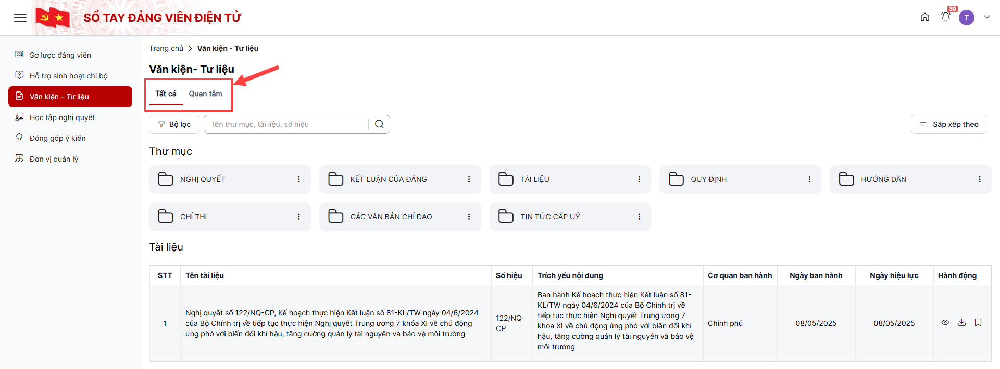 SỔ TAY ĐẢNG VIÊN ĐIỆN TỬ
39
T
Sơ lược đảng viên
Hỗ trợ sinh hoạt chi bộ
Văn kiện - Tư liệu
Học tập nghị quyết
Đóng góp ý kiến
Đơn vị quản lý
Trang chủ > Văn kiện - Tư liệu
Văn kiện- Tư liệu
Tất cả Quan tâm
Bộ lọc Tên thư mục, tài liệu, số hiệu Sắp xếp theo
Thư mục
NGHỊ QUYẾT KẾT LUẬN CỦA ĐẢNG TÀI LIỆU QUY ĐỊNH HƯỚNG DẪN
CHỈ THỊ CÁC VĂN BẢN CHỈ ĐẠO TIN TỨC CẤP UỶ
Tài liệu
STT Tên tài liệu Số hiệu Trích yếu nội dung Cơ quan ban hành Ngày ban hành Ngày hiệu lực Hành động
1
Nghị quyết số 122/NQ-CP, Kế hoạch thực hiện Kết luận số 81-KL/TW ngày 04/6/2024
của Bộ Chính trị về tiếp tục thực hiện Nghị quyết Trung ương 7 khóa XI về chủ động
ứng phó với biến đổi khí hậu, tăng cường quản lý tài nguyên và bảo vệ môi trường
122/NQ-
CP
Ban hành Kế hoạch thực hiện Kết luận số 81-
KL/TW ngày 04/6/2024 của Bộ Chính trị về
tiếp tục thực hiện Nghị quyết Trung ương 7
khóa XI về chủ động ứng phó với biến đổi khí
hậu, tăng cường quản lý tài nguyên và bảo vệ
môi trường
Chính phủ
08/05/2025
08/05/2025